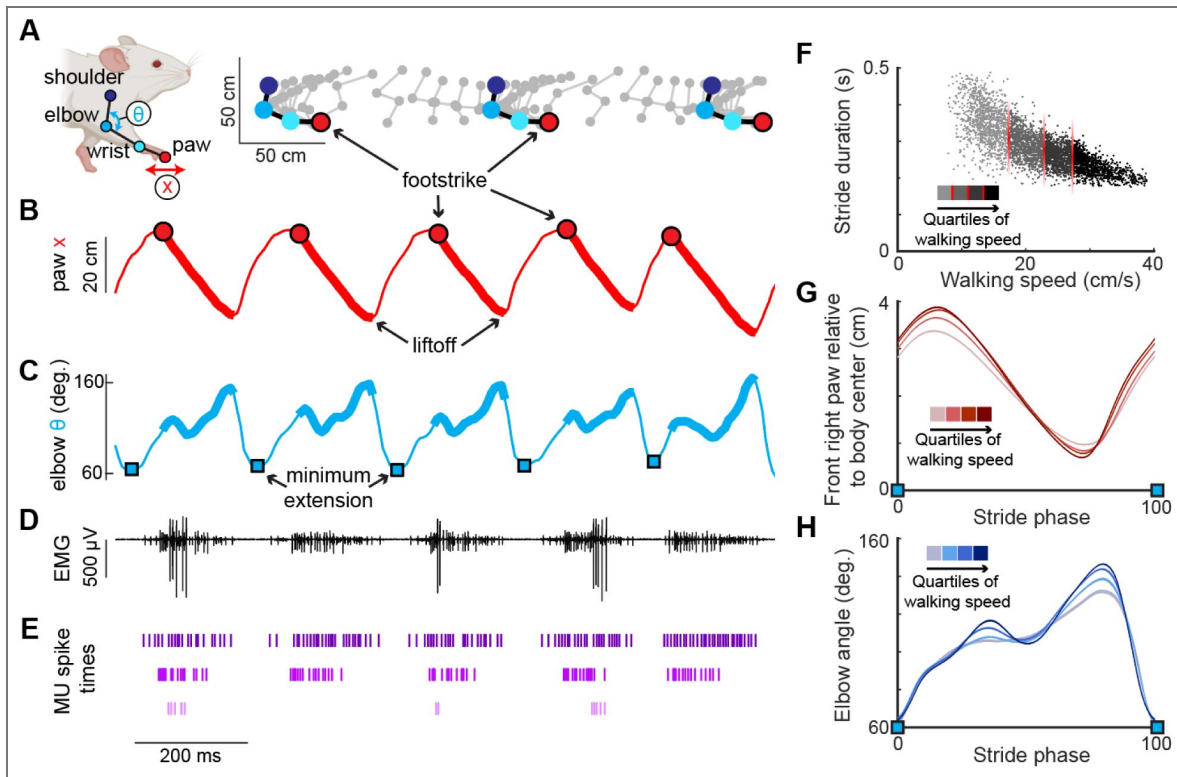 A
shoulder
elbow
θ
wrist
paw
x
50 cm
50 cm
footstrike
B
paw x
20 cm
liftoff
C
elbow θ (deg.)
160
60
minimum
extension
D
EMG
500 µV
E
MU spike
times
200 ms
F
Stride duration (s)
0.5
0
Quartiles of
walking speed
0
20
40
Walking speed (cm/s)
G
Front right paw relative
to body center (cm)
4
0
Quartiles of
walking speed
0
100
Stride phase
H
Elbow angle (deg.)
160
60
Quartiles of
walking speed
0
100
Stride phase